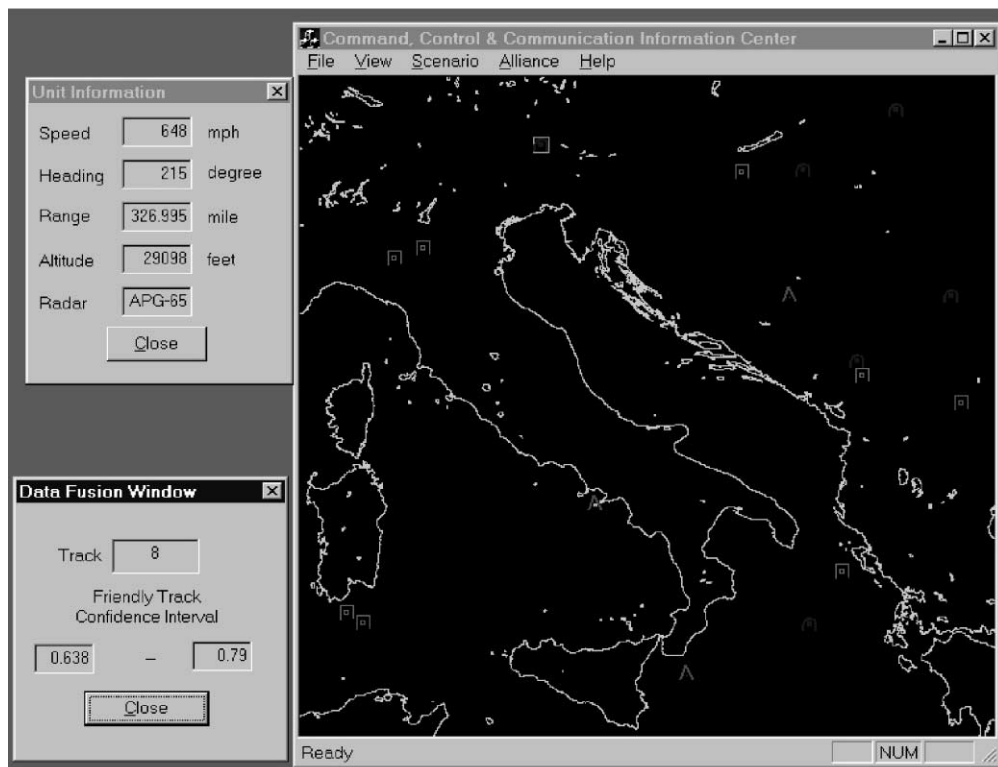 Command, Control & Communication Information Center
File View Scenario Alliance Help
Unit Information
Speed 648 mph
Heading 215 degree
Range 326.995 mile
Altitude 29098 feet
Radar APG-65
Close
Data Fusion Window
Track 8
Friendly Track
Confidence Interval
0.638 – 0.79
Close
Ready NUM